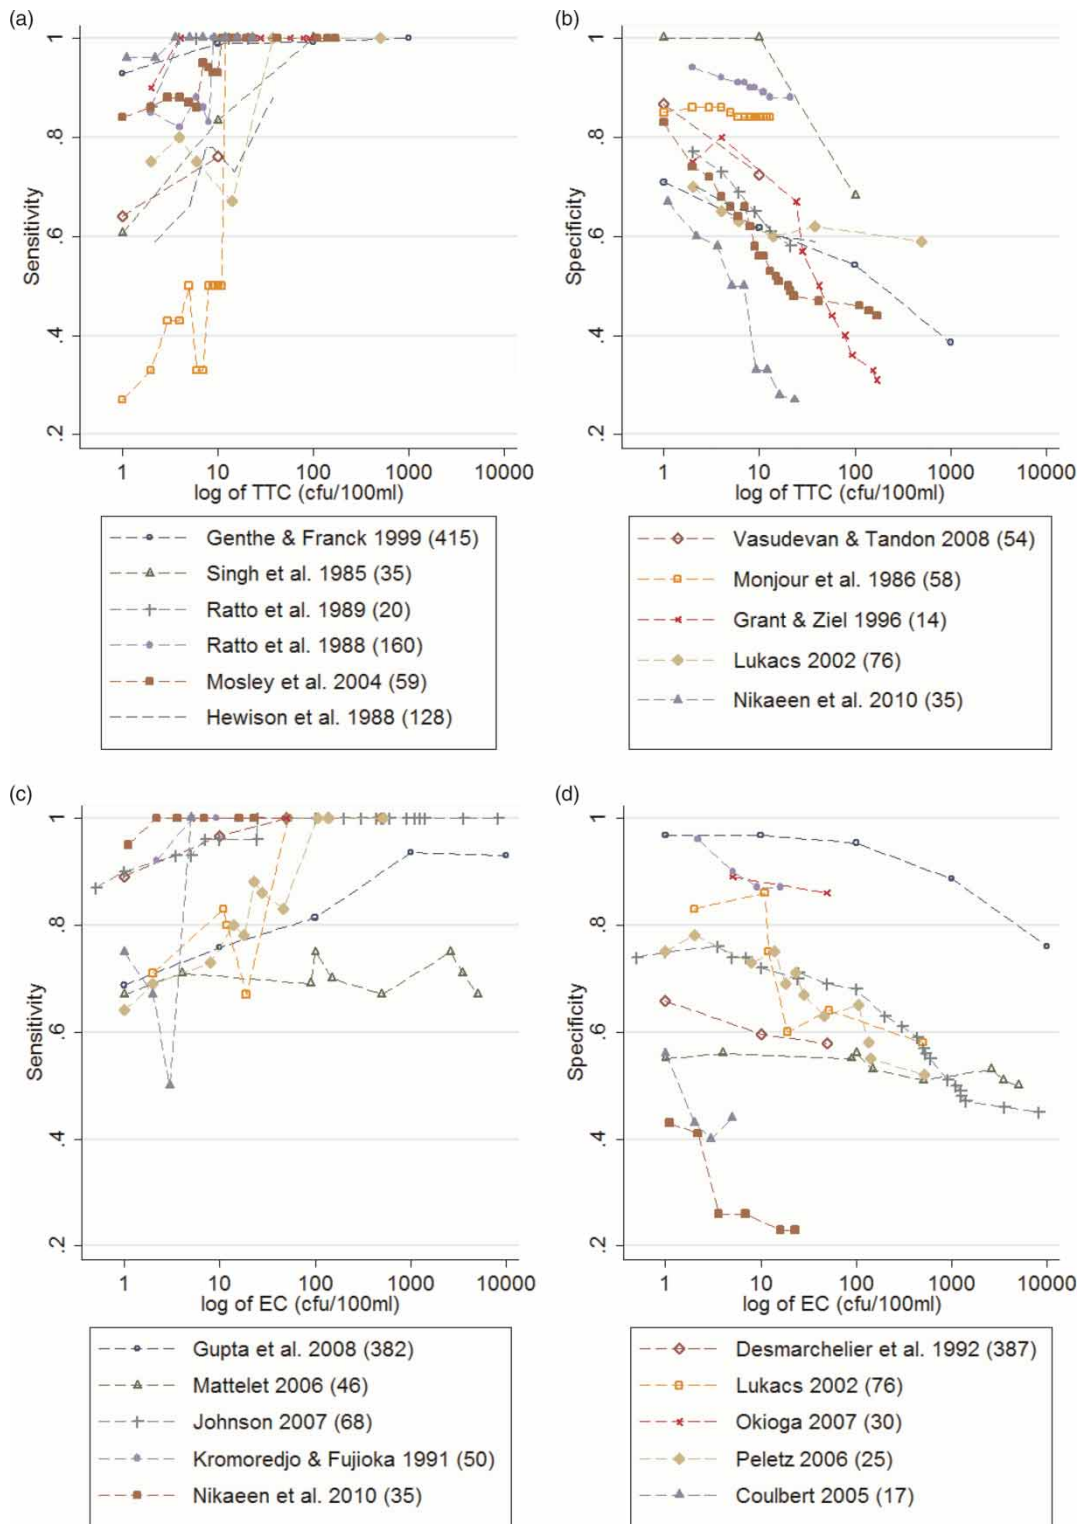 (a)
(b)
Sensitivity
.2 .4 .6 .8 1
1 10 100 1000 10000
log of TTC (cfu/100ml)
Specificity
.2 .4 .6 .8 1
1 10 100 1000 10000
log of TTC (cfu/100ml)
Genthe & Franck 1999 (415)
Singh et al. 1985 (35)
Ratto et al. 1989 (20)
Ratto et al. 1988 (160)
Mosley et al. 2004 (59)
Hewison et al. 1988 (128)
Vasudevan & Tandon 2008 (54)
Monjour et al. 1986 (58)
Grant & Ziel 1996 (14)
Lukacs 2002 (76)
Nikaeen et al. 2010 (35)
(c)
(d)
Sensitivity
.2 .4 .6 .8 1
1 10 100 1000 10000
log of EC (cfu/100ml)
Specificity
.2 .4 .6 .8 1
1 10 100 1000 10000
log of EC (cfu/100ml)
Gupta et al. 2008 (382)
Mattelet 2006 (46)
Johnson 2007 (68)
Kromoredjo & Fujioka 1991 (50)
Nikaeen et al. 2010 (35)
Desmarchelier et al. 1992 (387)
Lukacs 2002 (76)
Okioga 2007 (30)
Peletz 2006 (25)
Coulbert 2005 (17)